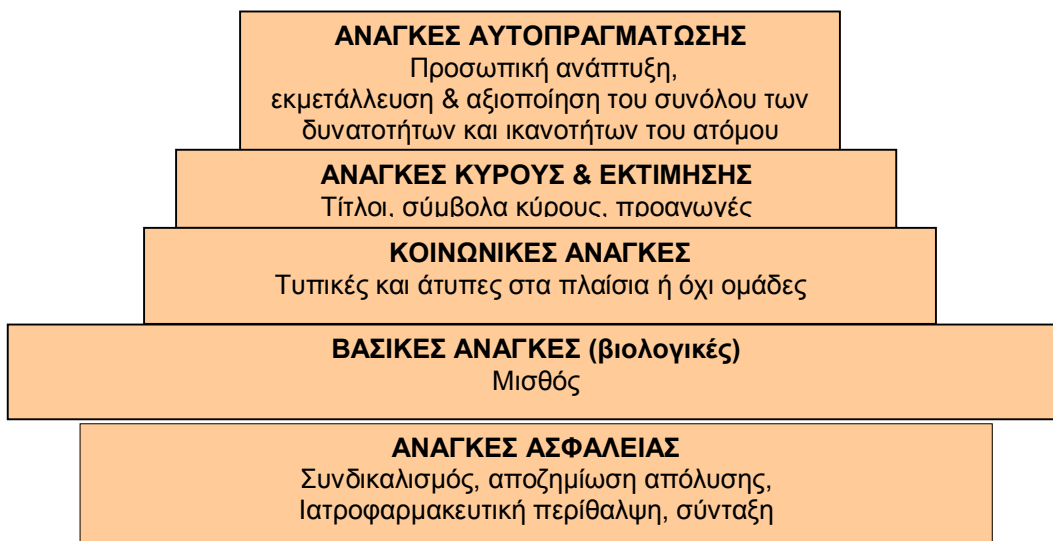 ΑΝΑΓΚΕΣ ΑΥΤΟΠΡΑΓΜΑΤΩΣΗΣ
Προσωπική ανάπτυξη,
εκμετάλλευση & αξιοποίηση του συνόλου των
δυνατοτήτων και ικανοτήτων του ατόμου
ΑΝΑΓΚΕΣ ΚΥΡΟΥΣ & ΕΚΤΙΜΗΣΗΣ
Τίτλοι, σύμβολα κύρους, προαγωγές
ΚΟΙΝΩΝΙΚΕΣ ΑΝΑΓΚΕΣ
Τυπικές και άτυπες στα πλαίσια ή όχι ομάδες
ΒΑΣΙΚΕΣ ΑΝΑΓΚΕΣ (βιολογικές)
Μισθός
ΑΝΑΓΚΕΣ ΑΣΦΑΛΕΙΑΣ
Συνδικαλισμός, αποζημίωση απόλυσης,
Ιατροφαρμακευτική περίθαλψη, σύνταξη